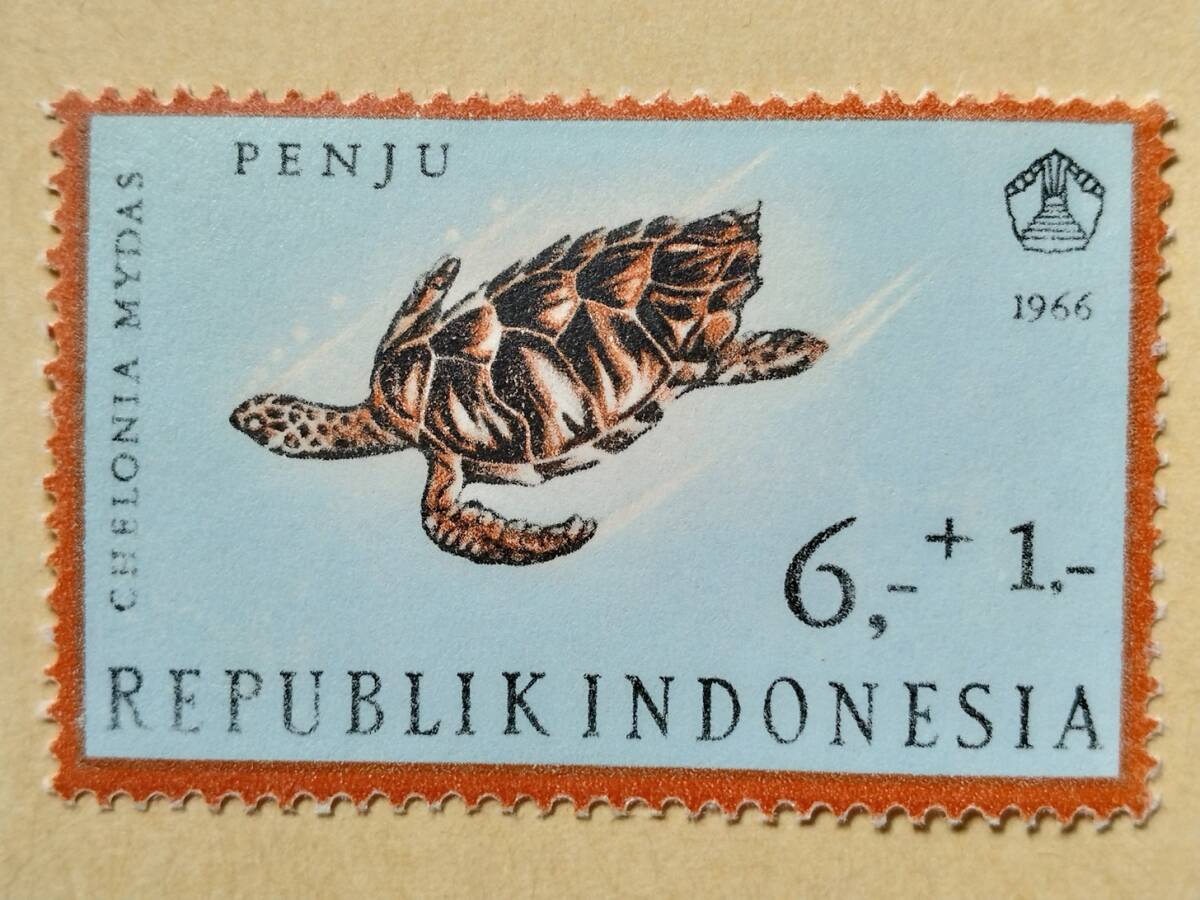 PENJU
CHELONIA MYDAS
1966
6,- + 1.-
REPUBLIK INDONESIA